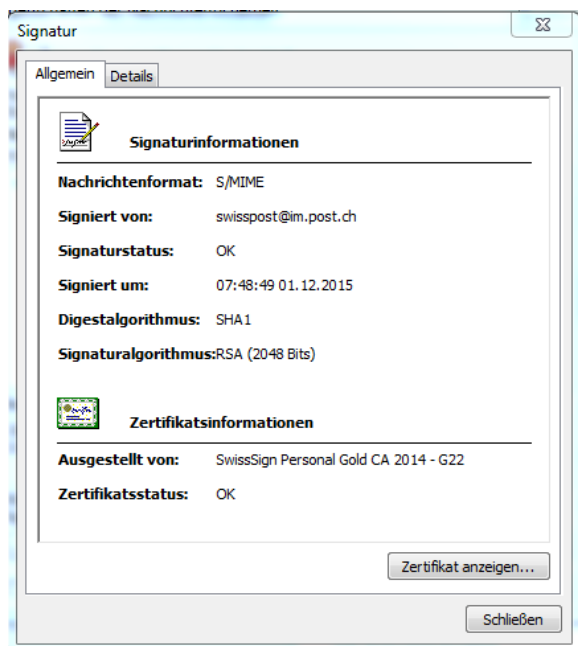 Signatur
Allgemein Details
Signaturinformationen
Nachrichtenformat: S/MIME
Signiert von: swisspost@im.post.ch
Signaturstatus: OK
Signiert um: 07:48:49 01.12.2015
Digestalgorithmus: SHA1
Signaturalgorithmus:RSA (2048 Bits)
Zertifikatsinformationen
Ausgestellt von: SwissSign Personal Gold CA 2014 - G22
Zertifikatsstatus: OK
Zertifikat anzeigen...
Schließen